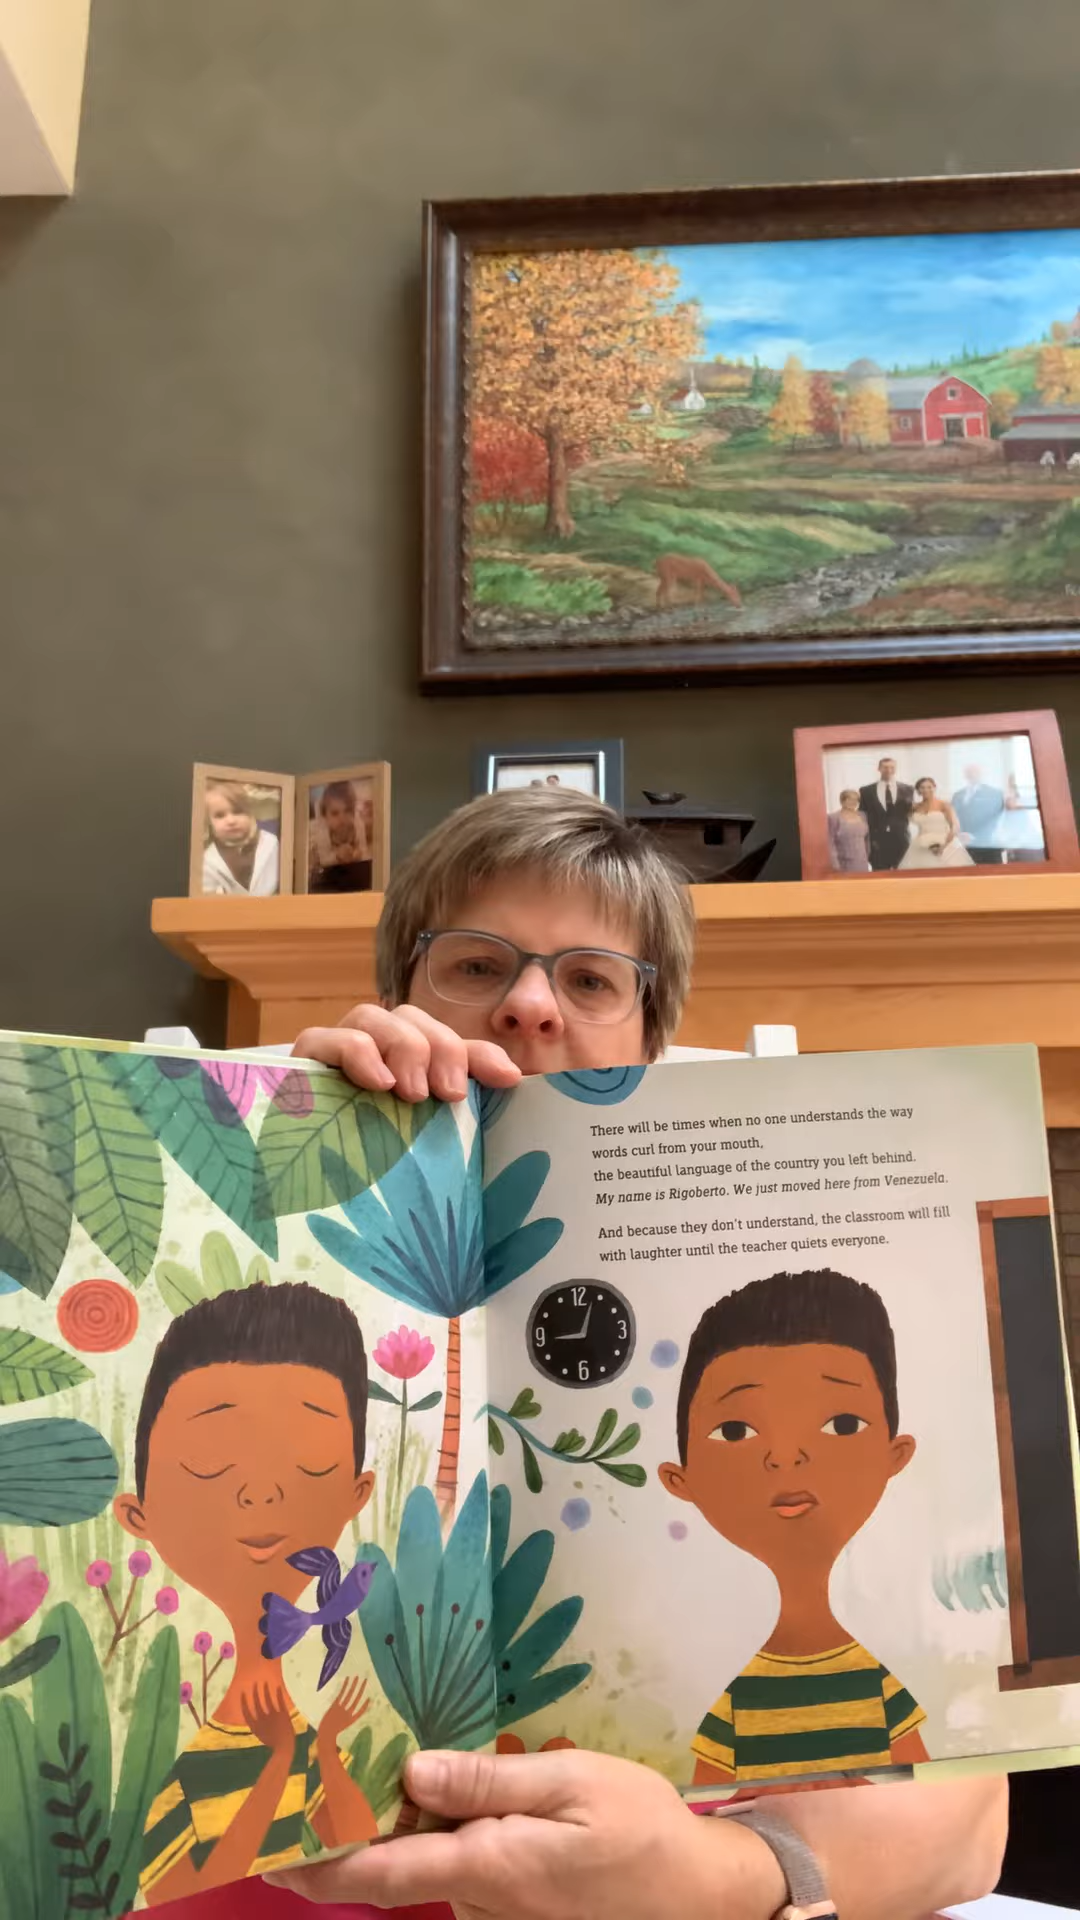 There will be times when no one understands the way
words curl from your mouth,
the beautiful language of the country you left behind.
My name is Rigoberto. We just moved here from Venezuela.
And because they don't understand, the classroom will fill
with laughter until the teacher quiets everyone.
12
9 3
6